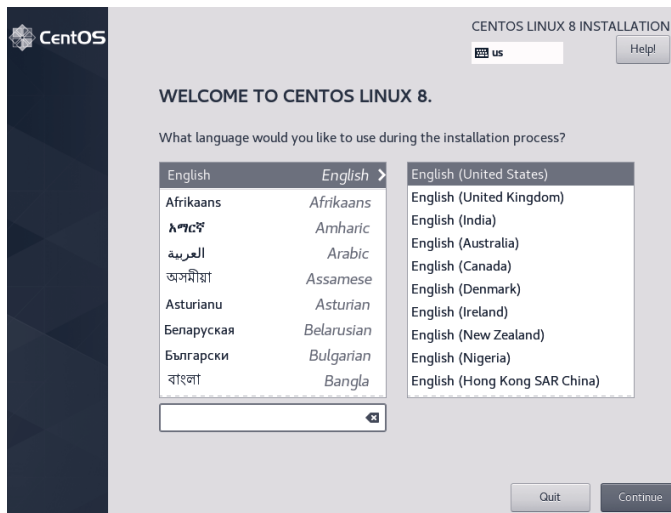 CentOS
CENTOS LINUX 8 INSTALLATION
us
Help!
WELCOME TO CENTOS LINUX 8.
What language would you like to use during the installation process?
English English
Afrikaans Afrikaans
አማርኛ Amharic
العربية Arabic
অসমীয়া Assamese
Asturianu Asturian
Беларуская Belarusian
Български Bulgarian
বাংলা Bangla
English (United States)
English (United Kingdom)
English (India)
English (Australia)
English (Canada)
English (Denmark)
English (Ireland)
English (New Zealand)
English (Nigeria)
English (Hong Kong SAR China)
Quit
Continue